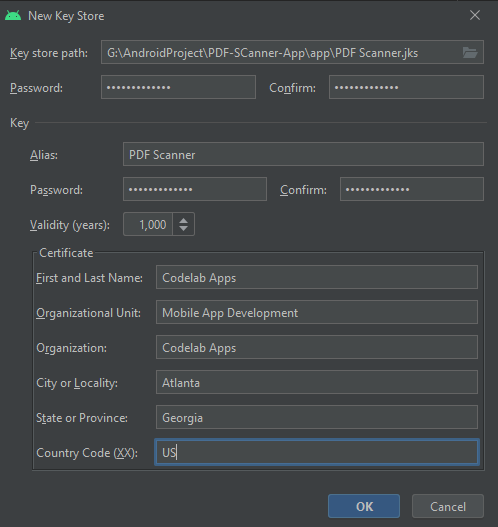 New Key Store
Key store path: G:\AndroidProject\PDF-SCanner-App\app\PDF Scanner.jks
Password: ••••••••••••• Confirm: •••••••••••••
Key
Alias: PDF Scanner
Password: ••••••••••••• Confirm: •••••••••••••
Validity (years): 1,000
Certificate
First and Last Name: Codelab Apps
Organizational Unit: Mobile App Development
Organization: Codelab Apps
City or Locality: Atlanta
State or Province: Georgia
Country Code (XX): US
OK Cancel